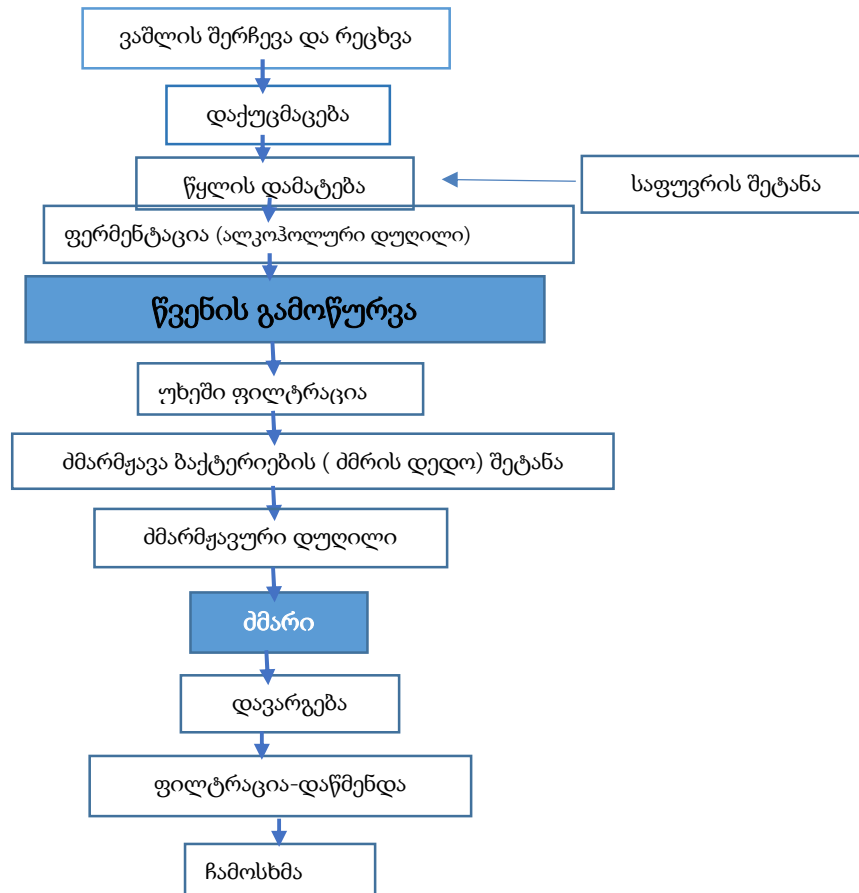 ვაშლის შერჩევა და რეცხვა
დაქუცმაცება
წყლის დამატება
საფუვრის შეტანა
ფერმენტაცია (ალკოჰოლური დუღილი)
წვენის გამოწურვა
უხეში ფილტრაცია
ძმარმჟავა ბაქტერიების ( ძმრის დედო) შეტანა
ძმარმჟავური დუღილი
ძმარი
დავარგება
ფილტრაცია-დაწმენდა
ჩამოსხმა